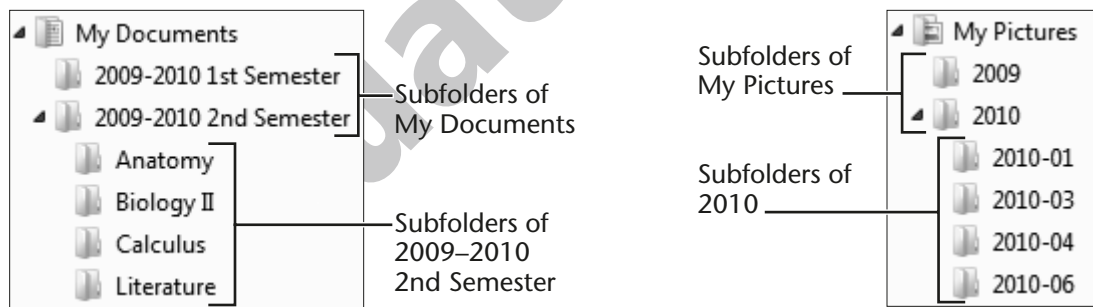 My Documents
2009-2010 1st Semester
2009-2010 2nd Semester
Anatomy
Biology II
Calculus
Literature
Subfolders of
My Documents
Subfolders of
2009–2010
2nd Semester
Subfolders of
My Pictures
Subfolders of
2010
My Pictures
2009
2010
2010-01
2010-03
2010-04
2010-06